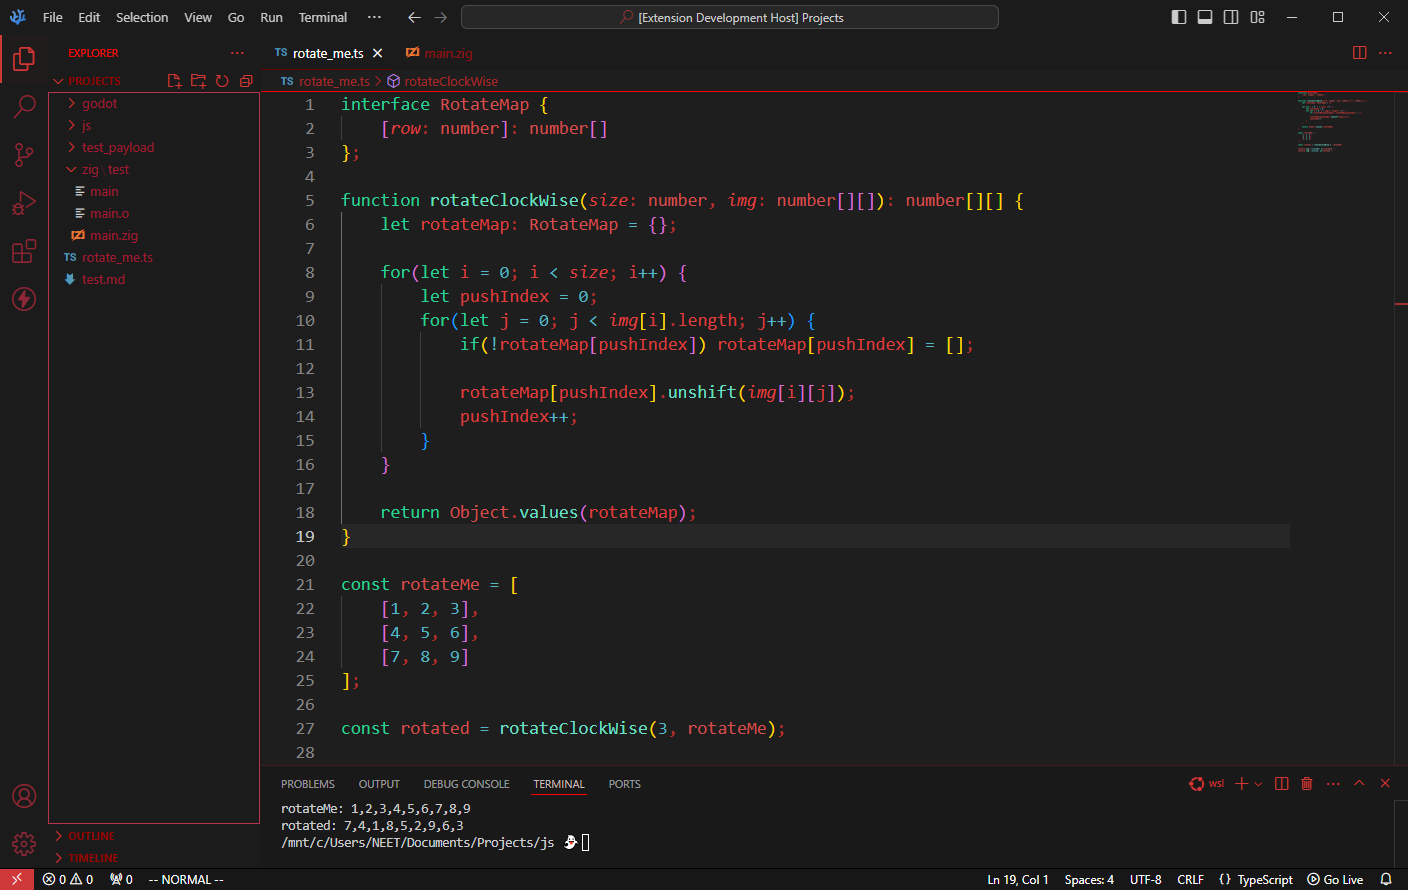 File Edit Selection View Go Run Terminal ···
[Extension Development Host] Projects
EXPLORER
PROJECTS
godot
js
test_payload
zig \ test
main
main.o
main.zig
TS rotate_me.ts
test.md
OUTLINE
TIMELINE
TS rotate_me.ts
main.zig
TS rotate_me.ts > rotateClockWise
1 interface RotateMap {
2 [row: number]: number[]
3 };
4
5 function rotateClockWise(size: number, img: number[][]): number[][] {
6 let rotateMap: RotateMap = {};
7
8 for(let i = 0; i < size; i++) {
9 let pushIndex = 0;
10 for(let j = 0; j < img[i].length; j++) {
11 if(!rotateMap[pushIndex]) rotateMap[pushIndex] = [];
12
13 rotateMap[pushIndex].unshift(img[i][j]);
14 pushIndex++;
15 }
16 }
17
18 return Object.values(rotateMap);
19 }
20
21 const rotateMe = [
22 [1, 2, 3],
23 [4, 5, 6],
24 [7, 8, 9]
25 ];
26
27 const rotated = rotateClockWise(3, rotateMe);
28
PROBLEMS OUTPUT DEBUG CONSOLE TERMINAL PORTS
wsl
rotateMe: 1,2,3,4,5,6,7,8,9
rotated: 7,4,1,8,5,2,9,6,3
/mnt/c/Users/NEET/Documents/Projects/js
0 0 0 -- NORMAL --
Ln 19, Col 1 Spaces: 4 UTF-8 CRLF {} TypeScript Go Live